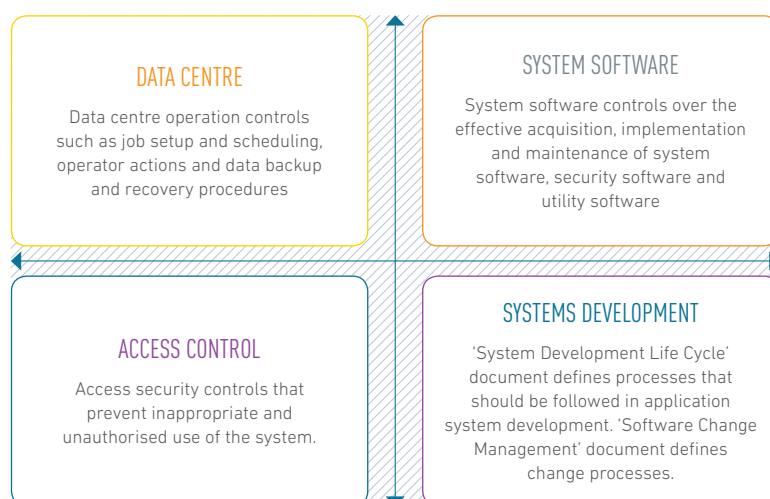 DATA CENTRE
Data centre operation controls
such as job setup and scheduling,
operator actions and data backup
and recovery procedures
SYSTEM SOFTWARE
System software controls over the
effective acquisition, implementation
and maintenance of system
software, security software and
utility software
ACCESS CONTROL
Access security controls that
prevent inappropriate and
unauthorised use of the system.
SYSTEMS DEVELOPMENT
‘System Development Life Cycle’
document defines processes that
should be followed in application
system development. ‘Software Change
Management’ document defines
change processes.